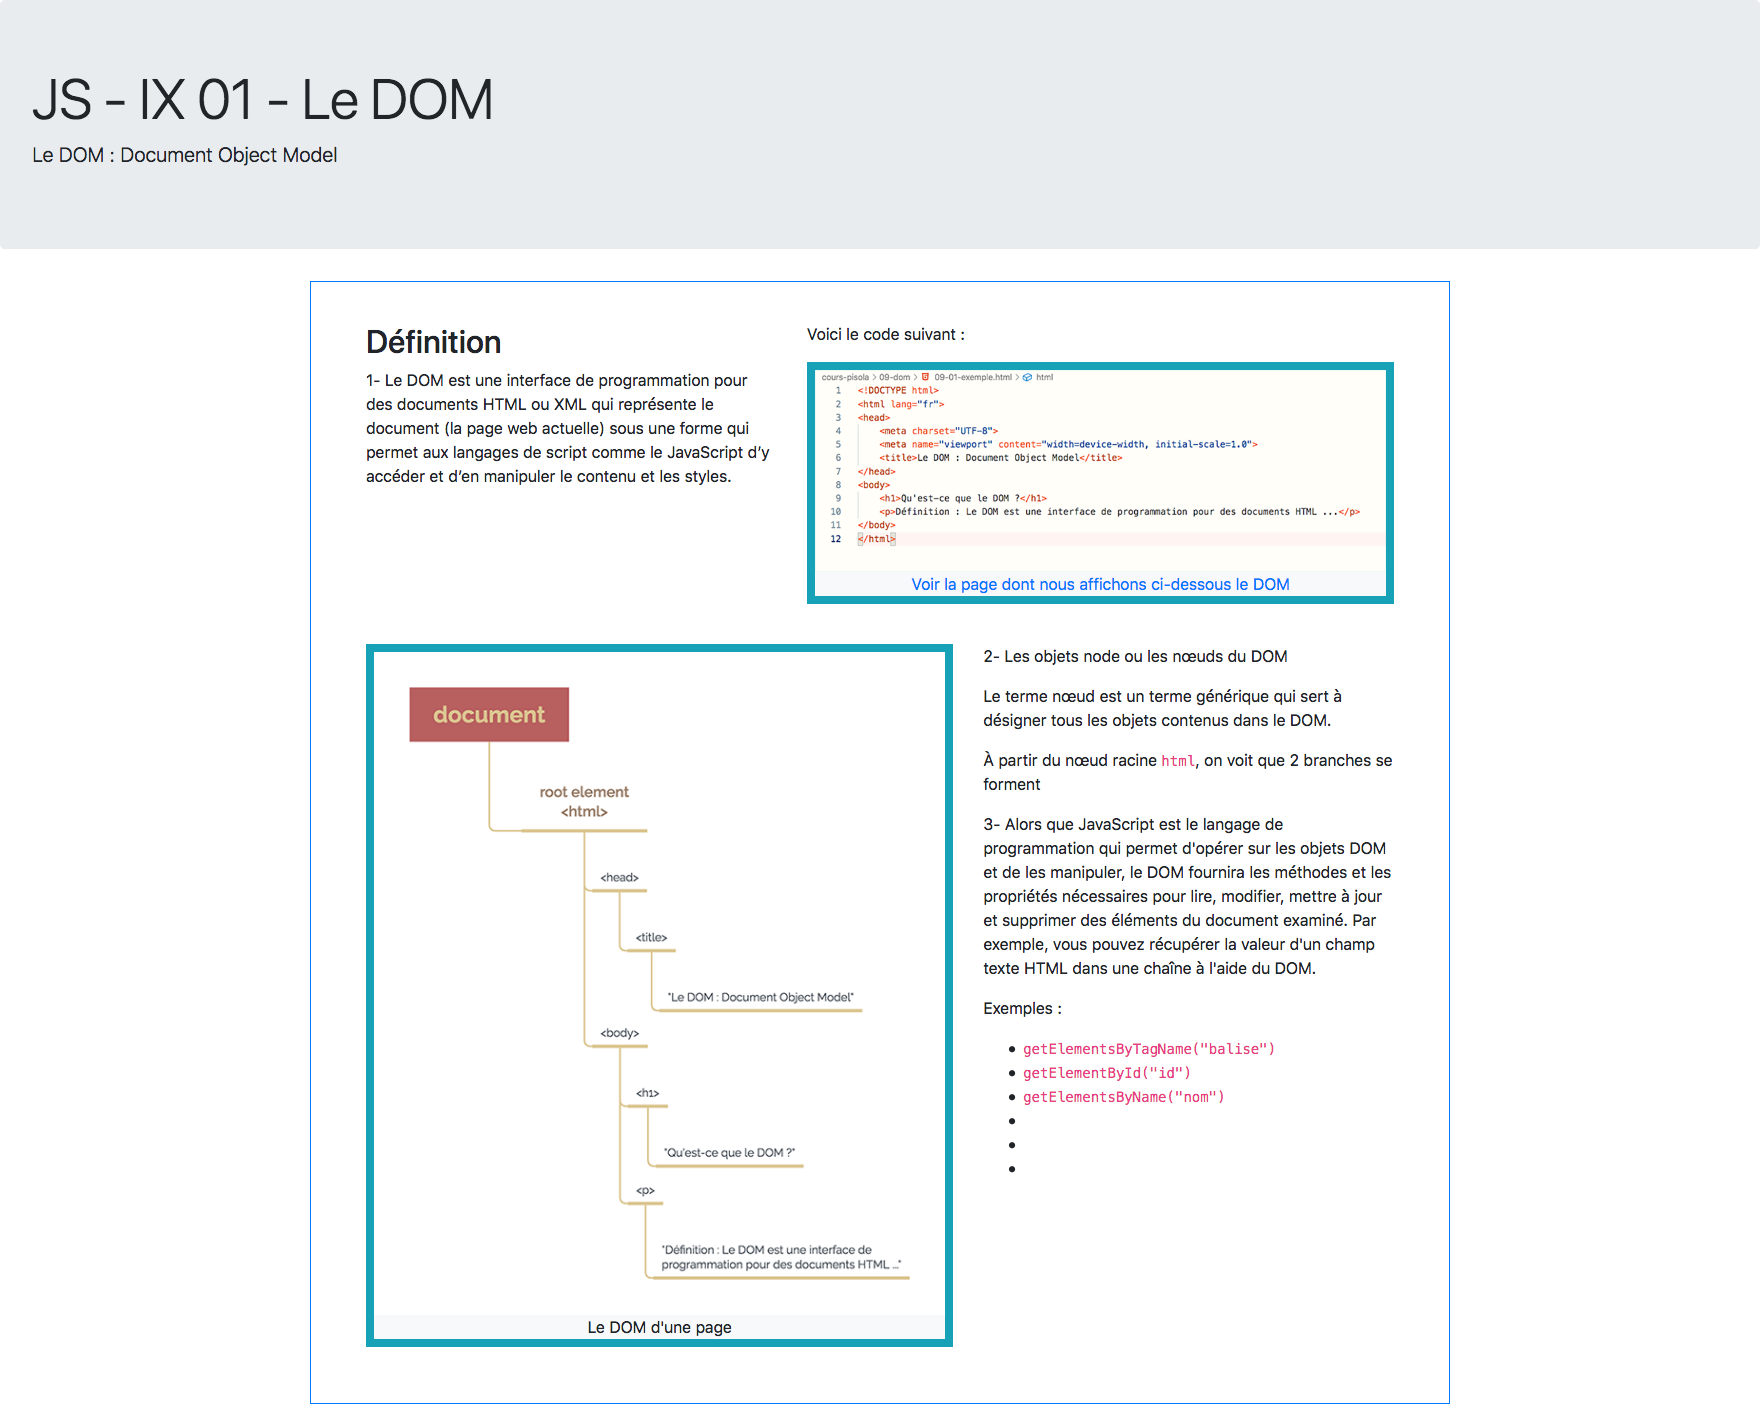 JS - IX 01 - Le DOM
Le DOM : Document Object Model
Définition
1- Le DOM est une interface de programmation pour
des documents HTML ou XML qui représente le
document (la page web actuelle) sous une forme qui
permet aux langages de script comme le JavaScript d’y
accéder et d’en manipuler le contenu et les styles.
Voici le code suivant :
cours-pisola > 09-dom > 09-01-exemple.html > html
1 <!DOCTYPE html>
2 <html lang="fr">
3 <head>
4 <meta charset="UTF-8">
5 <meta name="viewport" content="width=device-width, initial-scale=1.0">
6 <title>Le DOM : Document Object Model</title>
7 </head>
8 <body>
9 <h1>Qu'est-ce que le DOM ?</h1>
10 <p>Définition : Le DOM est une interface de programmation pour des documents HTML ...</p>
11 </body>
12 </html>
Voir la page dont nous affichons ci-dessous le DOM
document
root element
<html>
<head>
<title>
"Le DOM : Document Object Model"
<body>
<h1>
"Qu'est-ce que le DOM ?"
<p>
"Définition : Le DOM est une interface de
programmation pour des documents HTML ..."
Le DOM d'une page
2- Les objets node ou les nœuds du DOM
Le terme nœud est un terme générique qui sert à
désigner tous les objets contenus dans le DOM.
À partir du nœud racine html, on voit que 2 branches se
forment
3- Alors que JavaScript est le langage de
programmation qui permet d'opérer sur les objets DOM
et de les manipuler, le DOM fournira les méthodes et les
propriétés nécessaires pour lire, modifier, mettre à jour
et supprimer des éléments du document examiné. Par
exemple, vous pouvez récupérer la valeur d'un champ
texte HTML dans une chaîne à l'aide du DOM.
Exemples :
• getElementsByTagName("balise")
• getElementById("id")
• getElementsByName("nom")
•
•
•